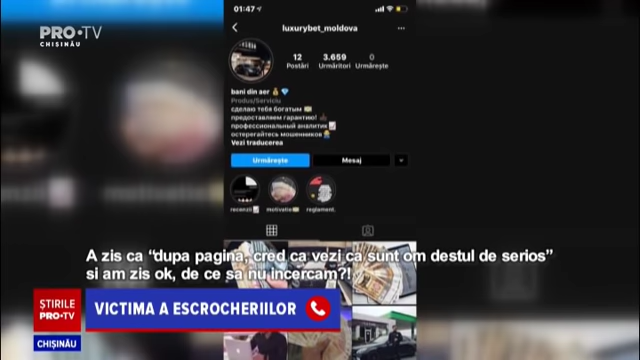 PRO•TV
CHIȘINĂU
01:47
luxurybet_moldova
12
3.659
0
Postări
Urmăritori
Urmărește
bani din aer
Produs/Serviciu
сделаю тебя богатым
предоставляем гарантию!
профессиональный аналитик
остерегайтесь мошенников
Vezi traducerea
Urmărește
Mesaj
recenzii
motivatie
reglament.
A zis ca “dupa pagina, cred ca vezi ca sunt om destul de serios”
si am zis ok, de ce sa nu incercam?!
ȘTIRILE
PRO•TV
CHIȘINĂU
VICTIMA A ESCROCHERIILOR